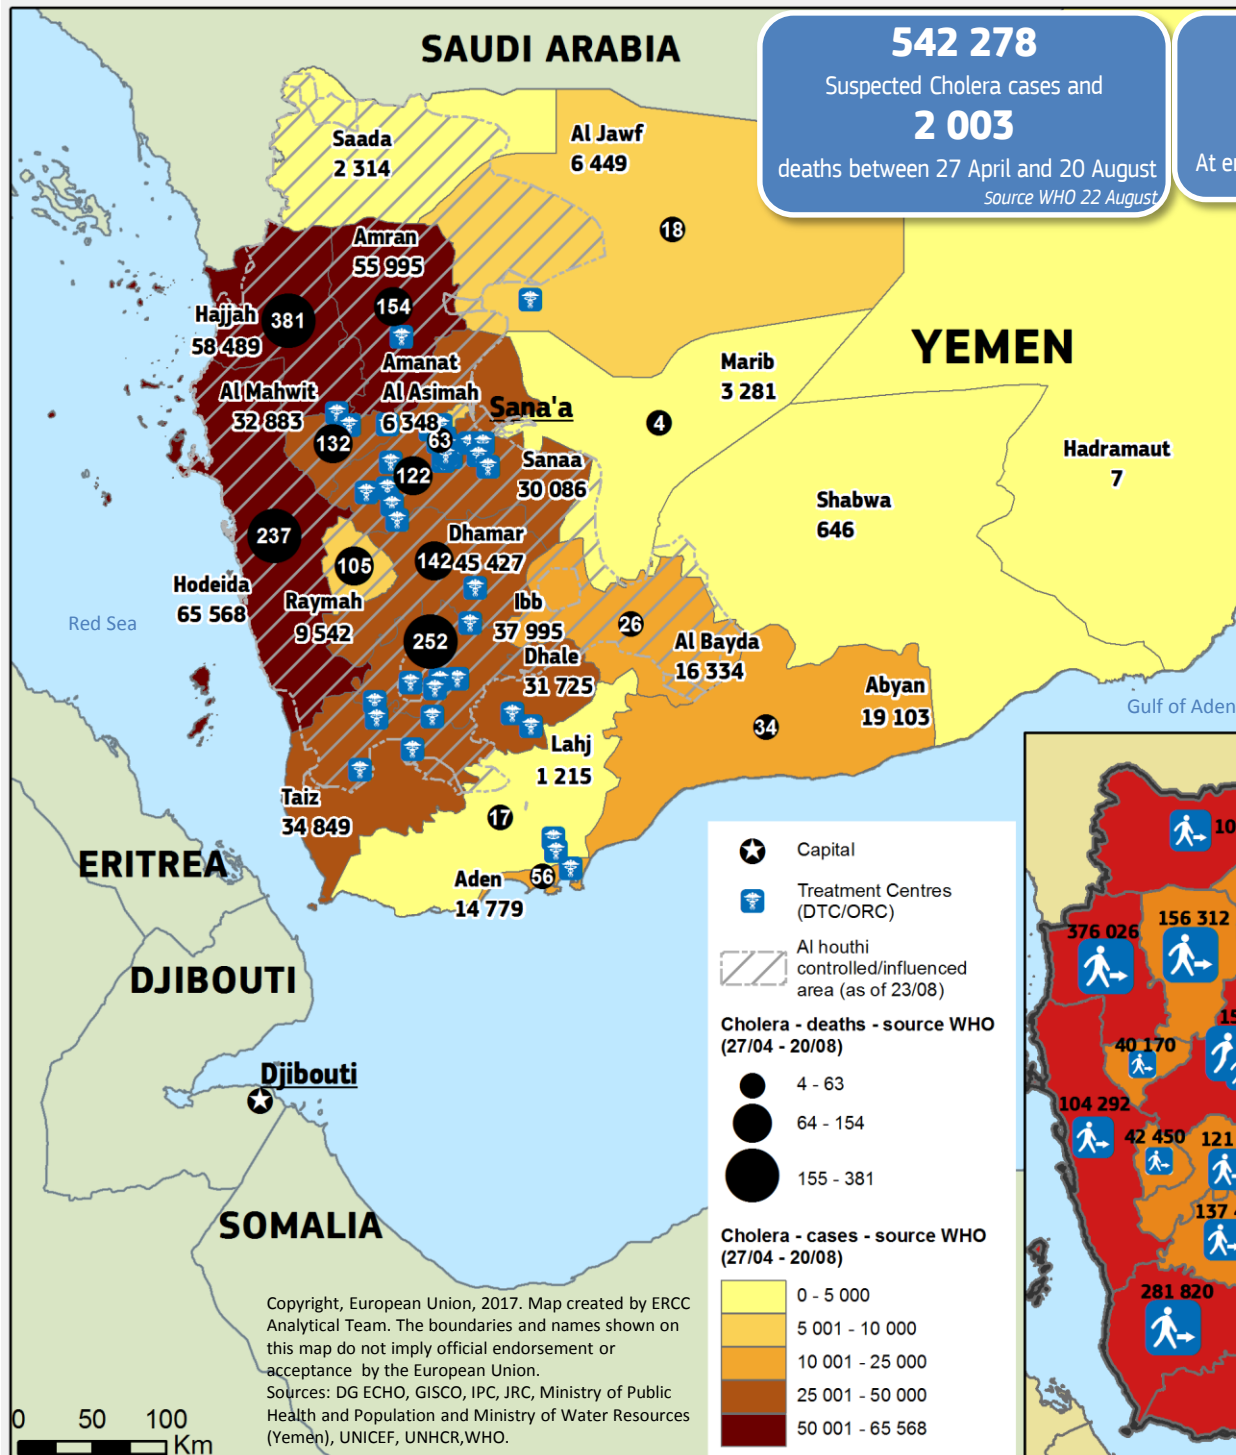 SAUDI ARABIA
542 278
Suspected Cholera cases and
2 003
deaths between 27 April and 20 August
Source WHO 22 August
At
Saada
2 314
Al Jawf
6 449
18
Amran
55 995
154
Hajjah
58 489
381
YEMEN
Marib
3 281
4
Amanat
Al Asimah
6 348
63
Al Mahwit
32 883
132
Sana'a
Sanaa
30 086
122
Hadramaut
7
Shabwa
646
237
Hodeida
65 568
105
Raymah
9 542
Dhamar
45 427
142
Ibb
37 995
252
Red Sea
26
Al Bayda
16 334
Dhale
31 725
Abyan
19 103
34
Gulf of Aden
Lahj
1 215
17
Taiz
34 849
Aden
14 779
56
ERITREA
DJIBOUTI
Djibouti
SOMALIA
Capital
Treatment Centres
(DTC/ORC)
Al houthi
controlled/influenced
area (as of 23/08)
Cholera - deaths - source WHO
(27/04 - 20/08)
4 - 63
64 - 154
155 - 381
Cholera - cases - source WHO
(27/04 - 20/08)
0 - 5 000
5 001 - 10 000
10 001 - 25 000
25 001 - 50 000
50 001 - 65 568
10
376 026
156 312
15
40 170
104 292
42 450
121
137
281 820
Copyright, European Union, 2017. Map created by ERCC
Analytical Team. The boundaries and names shown on
this map do not imply official endorsement or
acceptance by the European Union.
Sources: DG ECHO, GISCO, IPC, JRC, Ministry of Public
Health and Population and Ministry of Water Resources
(Yemen), UNICEF, UNHCR,WHO.
0 50 100
Km